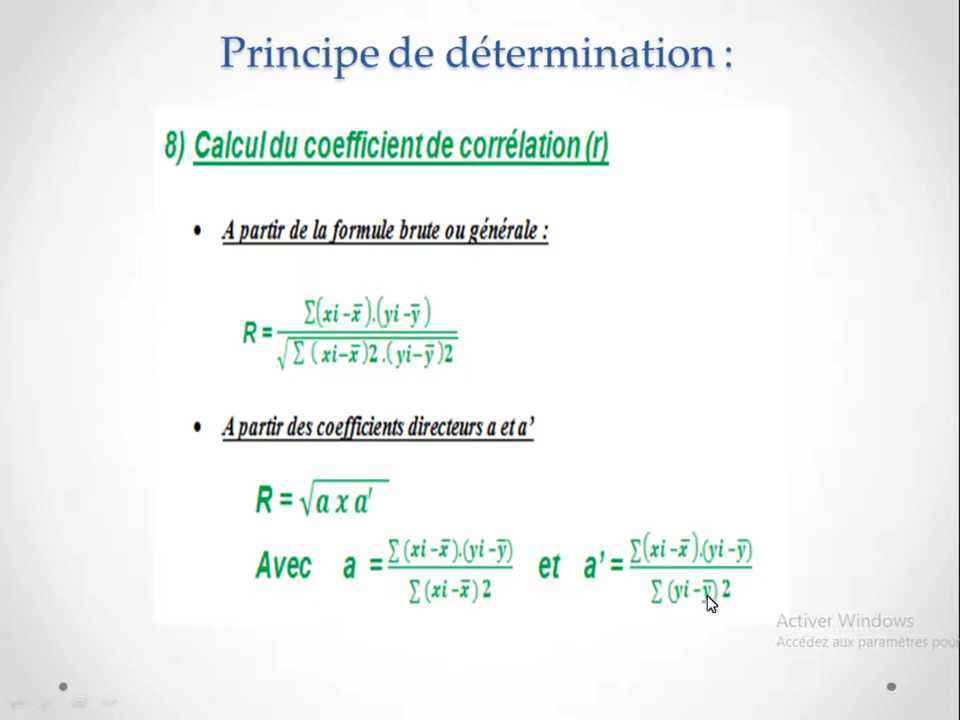 Principe de détermination :
8) Calcul du coefficient de corrélation (r)
• A partir de la formule brute ou générale :
R = ∑(xi -x̅).(yi -y̅) / √∑ ( xi-x̅ )2 .( yi-y̅ )2
• A partir des coefficients directeurs a et a’
R = √a x a′
Avec a = ∑(xi -x̅).(yi -y̅) / ∑(xi -x̅) 2 et a’ = ∑(xi -x̅).(yi -y̅) / ∑(yi -y̅) 2
Activer Windows
Accédez aux paramètres pou